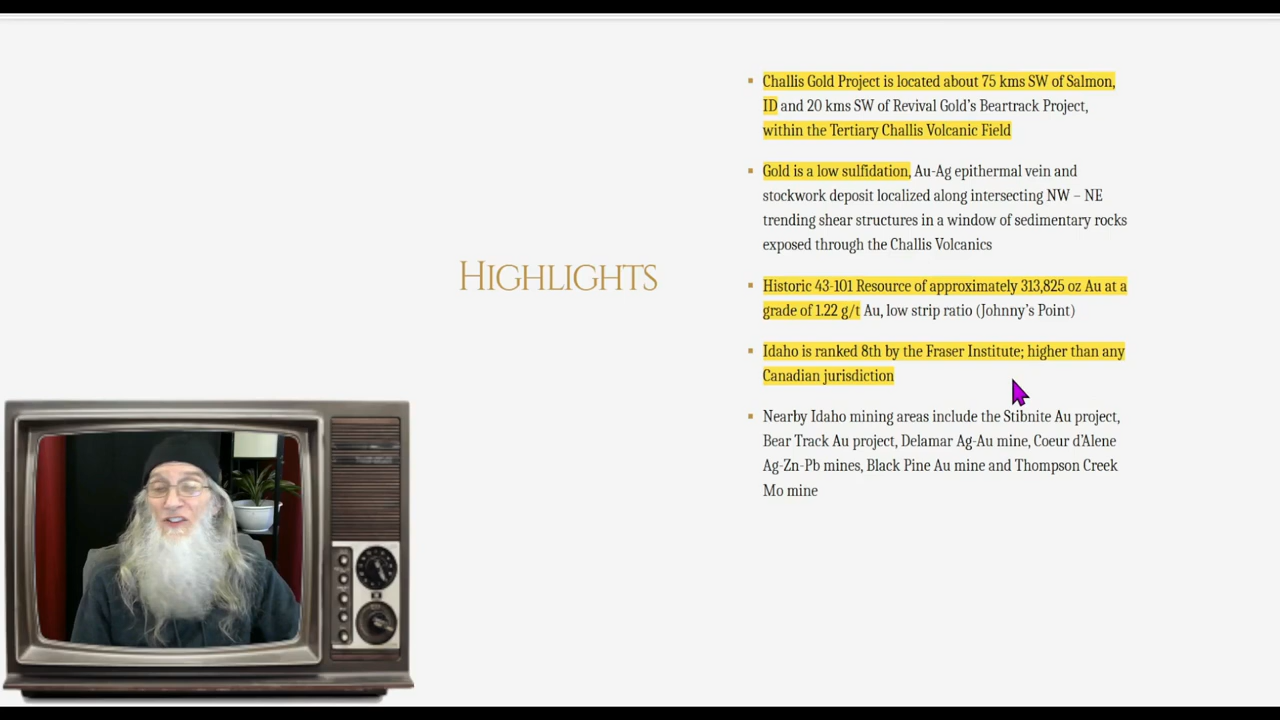 HIGHLIGHTS
Challis Gold Project is located about 75 kms SW of Salmon,
ID and 20 kms SW of Revival Gold's Beartrack Project,
within the Tertiary Challis Volcanic Field
Gold is a low sulfidation, Au-Ag epithermal vein and
stockwork deposit localized along intersecting NW – NE
trending shear structures in a window of sedimentary rocks
exposed through the Challis Volcanics
Historic 43-101 Resource of approximately 313,825 oz Au at a
grade of 1.22 g/t Au, low strip ratio (Johnny's Point)
Idaho is ranked 8th by the Fraser Institute; higher than any
Canadian jurisdiction
Nearby Idaho mining areas include the Stibnite Au project,
Bear Track Au project, Delamar Ag-Au mine, Coeur d'Alene
Ag-Zn-Pb mines, Black Pine Au mine and Thompson Creek
Mo mine